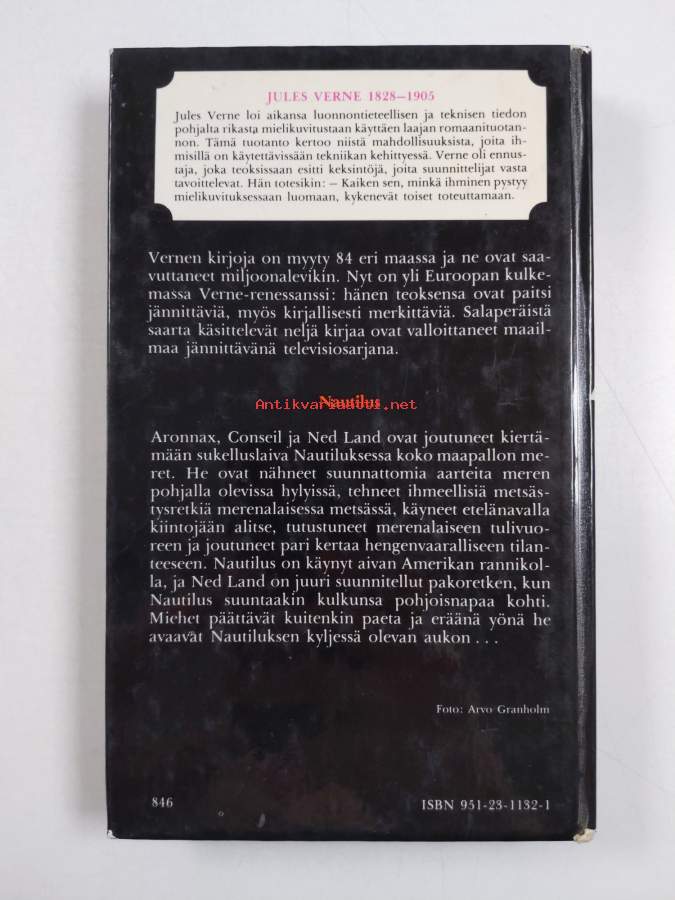 JULES VERNE 1828—1905
Jules Verne loi aikansa luonnontieteellisen ja teknisen tiedon
pohjalta rikasta mielikuvitustaan käyttäen laajan romaanituotan-
non. Tämä tuotanto kertoo niistä mahdollisuuksista, joita ih-
misillä on käytettävissään tekniikan kehittyessä. Verne oli ennus-
taja, joka teoksissaan esitti keksintöjä, joita suunnittelijat vasta
tavoittelevat. Hän totesikin: — Kaiken sen, minkä ihminen pystyy
mielikuvituksessaan luomaan, kykenevät toiset toteuttamaan.
Vernen kirjoja on myyty 84 eri maassa ja ne ovat saa-
vuttaneet miljoonalevikin. Nyt on yli Euroopan kulke-
massa Verne-renessanssi: hänen teoksensa ovat paitsi
jännittäviä, myös kirjallisesti merkittäviä. Salaperäistä
saarta käsittelevät neljä kirjaa ovat valloittaneet maail-
maa jännittävänä televisiosarjana.
Nautilus
Antikvariaatti.net
Aronnax, Conseil ja Ned Land ovat joutuneet kiertä-
mään sukelluslaiva Nautiluksessa koko maapallon me-
ret. He ovat nähneet suunnattomia aarteita meren
pohjalla olevissa hylyissä, tehneet ihmeellisiä metsäs-
tysretkiä merenalaisessa metsässä, käyneet etelänavalla
kiintojään alitse, tutustuneet merenalaiseen tulivuo-
reen ja joutuneet pari kertaa hengenvaaralliseen tilan-
teeseen. Nautilus on käynyt aivan Amerikan rannikol-
la, ja Ned Land on juuri suunnitellut pakoretken, kun
Nautilus suuntaakin kulkunsa pohjoisnapaa kohti.
Miehet päättävät kuitenkin paeta ja eräänä yönä he
avaavat Nautiluksen kyljessä olevan aukon . . .
Foto: Arvo Granholm
846
ISBN 951-23-1132-1